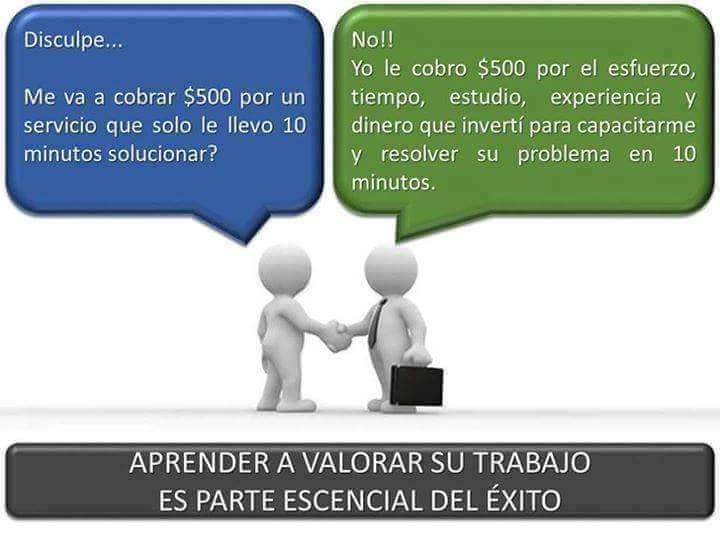 Disculpe...
Me va a cobrar $500 por un
servicio que solo le llevo 10
minutos solucionar?
No!!
Yo le cobro $500 por el esfuerzo,
tiempo, estudio, experiencia y
dinero que invertí para capacitarme
y resolver su problema en 10
minutos.
APRENDER A VALORAR SU TRABAJO
ES PARTE ESCENCIAL DEL ÉXITO